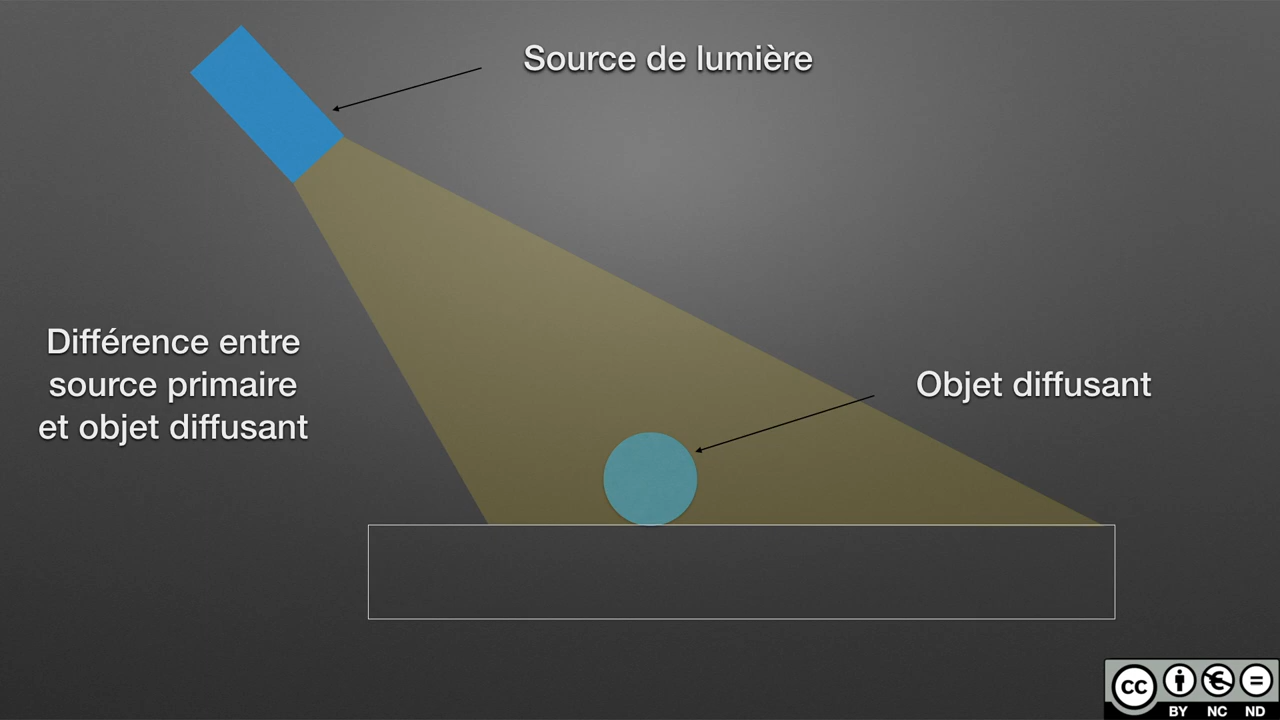 Source de lumière
Différence entre
source primaire
et objet diffusant
Objet diffusant
cc
BY NC ND